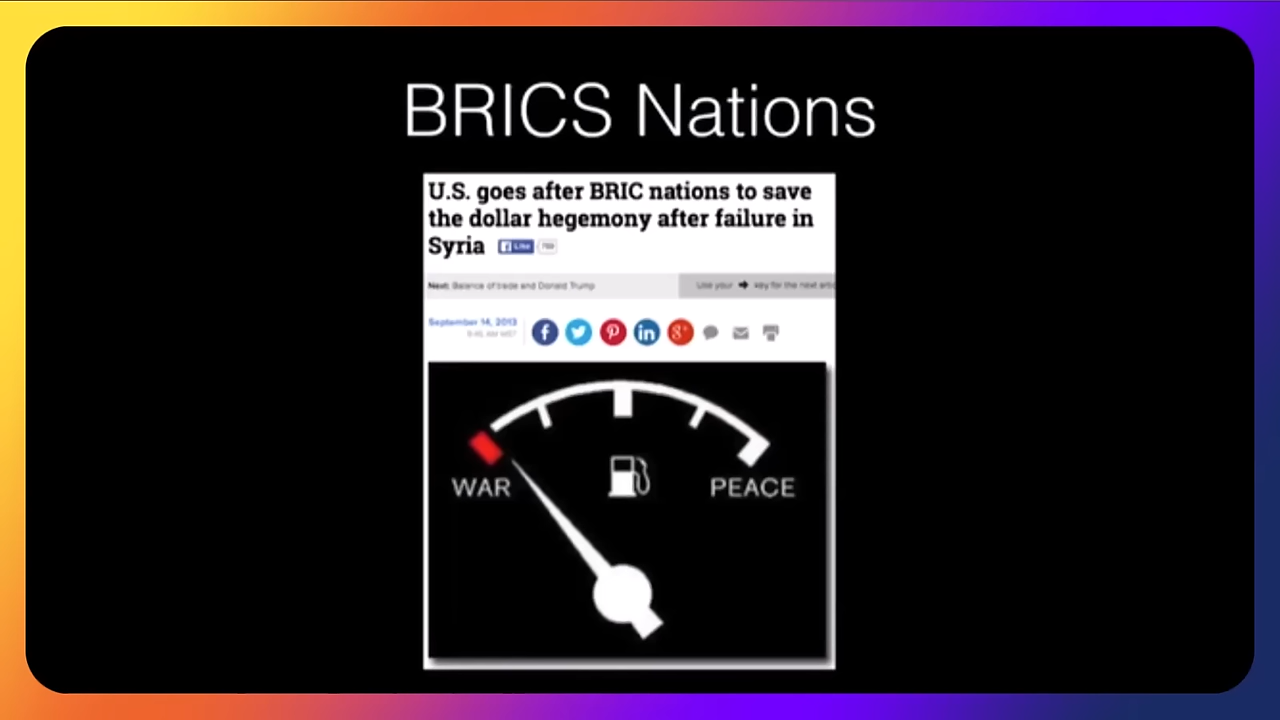 BRICS Nations
U.S. goes after BRIC nations to save
the dollar hegemony after failure in
Syria
Like 769
Next: Balance of trade and Donald Trump
Use your ➔ key for the next
September 14, 2013
WAR
PEACE